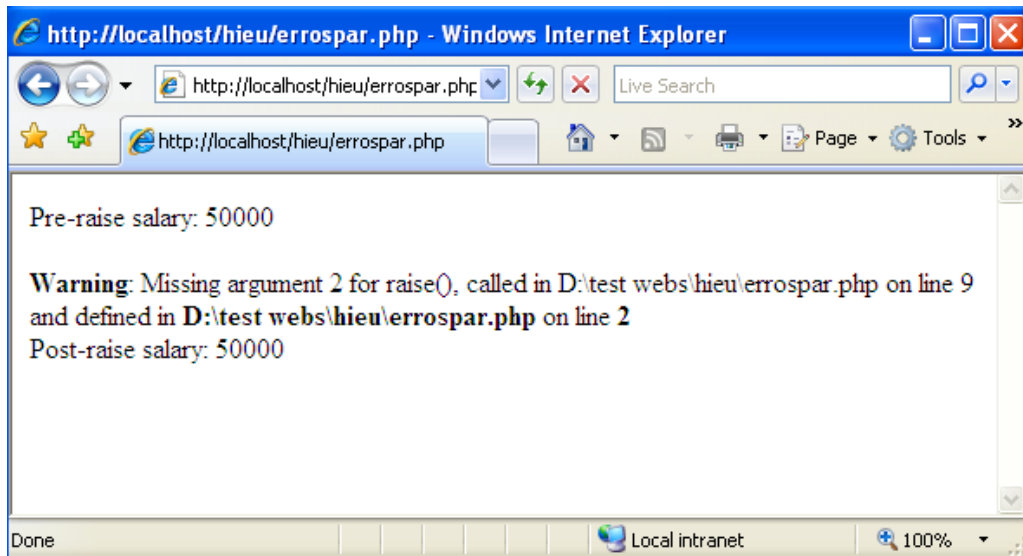 http://localhost/hieu/errospar.php - Windows Internet Explorer
http://localhost/hieu/errospar.php
Live Search
http://localhost/hieu/errospar.php
Page
Tools
»
Pre-raise salary: 50000
Warning: Missing argument 2 for raise(), called in D:\test webs\hieu\errospar.php on line 9
and defined in D:\test webs\hieu\errospar.php on line 2
Post-raise salary: 50000
Done
Local intranet
100%